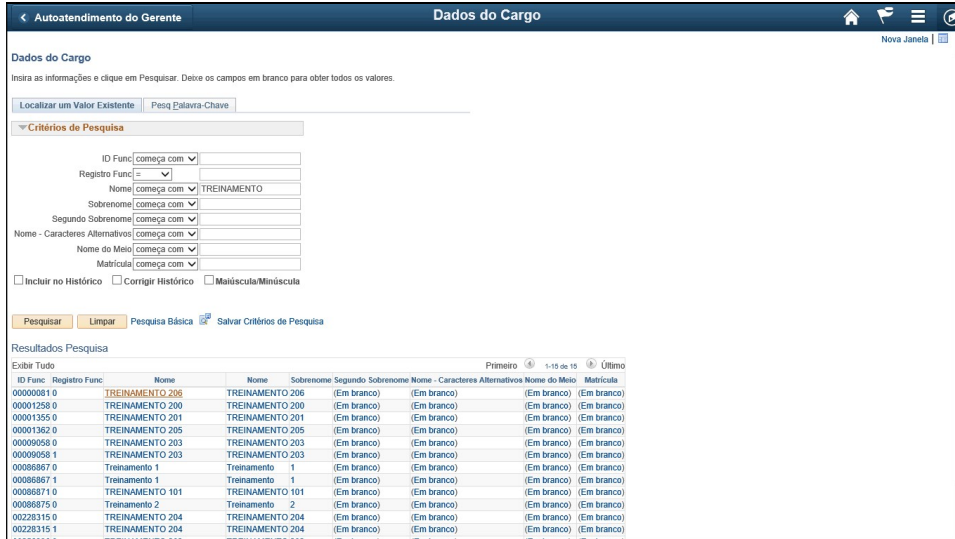 Autoatendimento do Gerente Dados do Cargo
Nova Janela
Dados do Cargo
Insira as informações e clique em Pesquisar. Deixe os campos em branco para obter todos os valores.
Localizar um Valor Existente Pesq Palavra-Chave
Critérios de Pesquisa
ID Func começa com
Registro Func =
Nome começa com TREINAMENTO
Sobrenome começa com
Segundo Sobrenome começa com
Nome - Caracteres Alternativos começa com
Nome do Meio começa com
Matrícula começa com
Incluir no Histórico Corrigir Histórico Maiúscula/Minúscula
Pesquisar Limpar Pesquisa Básica Salvar Critérios de Pesquisa
Resultados Pesquisa
Exibir Tudo Primeiro 1-15 de 15 Último
ID Func Registro Func Nome Nome Sobrenome Segundo Sobrenome Nome - Caracteres Alternativos Nome do Meio Matrícula
00000081 0 TREINAMENTO 206 TREINAMENTO 206 (Em branco) (Em branco) (Em branco) (Em branco)
00001258 0 TREINAMENTO 200 TREINAMENTO 200 (Em branco) (Em branco) (Em branco) (Em branco)
00001355 0 TREINAMENTO 201 TREINAMENTO 201 (Em branco) (Em branco) (Em branco) (Em branco)
00001362 0 TREINAMENTO 205 TREINAMENTO 205 (Em branco) (Em branco) (Em branco) (Em branco)
00009058 0 TREINAMENTO 203 TREINAMENTO 203 (Em branco) (Em branco) (Em branco) (Em branco)
00009058 1 TREINAMENTO 203 TREINAMENTO 203 (Em branco) (Em branco) (Em branco) (Em branco)
00086867 0 Treinamento 1 Treinamento 1 (Em branco) (Em branco) (Em branco) (Em branco)
00086867 1 Treinamento 1 Treinamento 1 (Em branco) (Em branco) (Em branco) (Em branco)
00086871 0 TREINAMENTO 101 TREINAMENTO 101 (Em branco) (Em branco) (Em branco) (Em branco)
00086875 0 Treinamento 2 Treinamento 2 (Em branco) (Em branco) (Em branco) (Em branco)
00228315 0 TREINAMENTO 204 TREINAMENTO 204 (Em branco) (Em branco) (Em branco) (Em branco)
00228315 1 TREINAMENTO 204 TREINAMENTO 204 (Em branco) (Em branco) (Em branco) (Em branco)